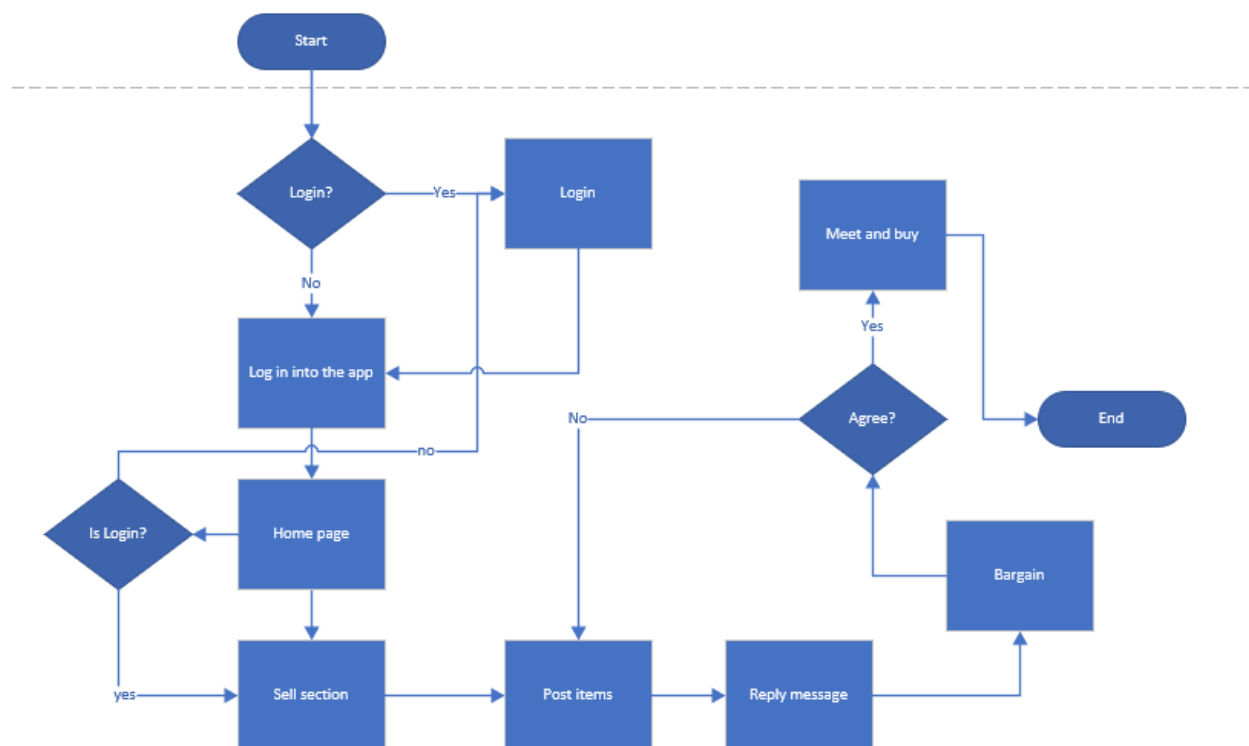 Start
Login?
Yes
Login
No
Log in into the app
Meet and buy
Yes
Agree?
No
End
no
Is Login?
Home page
Bargain
yes
Sell section
Post items
Reply message